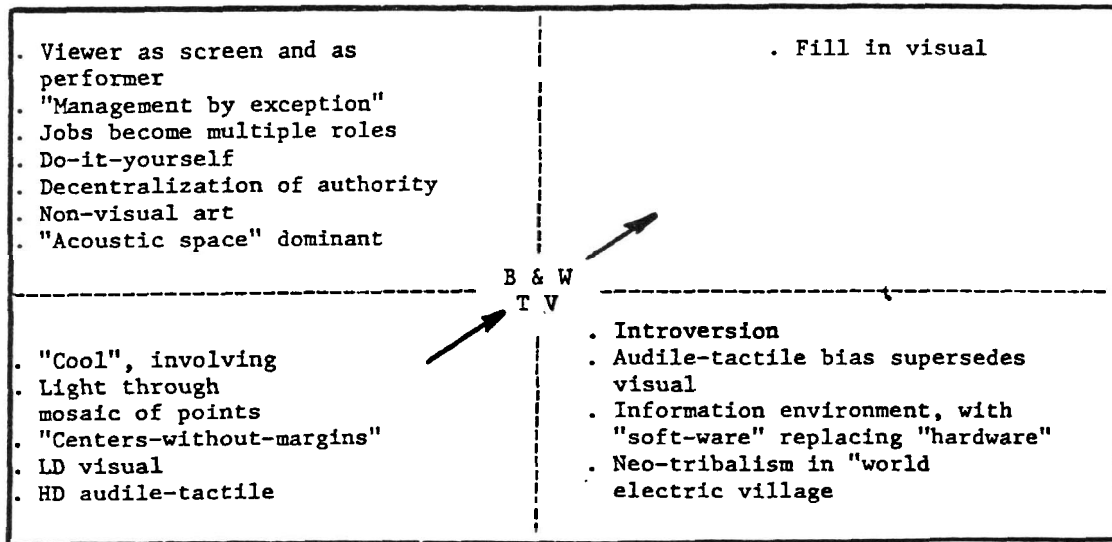 . Viewer as screen and as
performer
. "Management by exception"
. Jobs become multiple roles
. Do-it-yourself
. Decentralization of authority
. Non-visual art
. "Acoustic space" dominant
. Fill in visual
B & W
T V
. "Cool", involving
. Light through
mosaic of points
. "Centers-without-margins"
. LD visual
. HD audile-tactile
. Introversion
. Audile-tactile bias supersedes
visual
. Information environment, with
"soft-ware" replacing "hardware"
. Neo-tribalism in "world
electric village